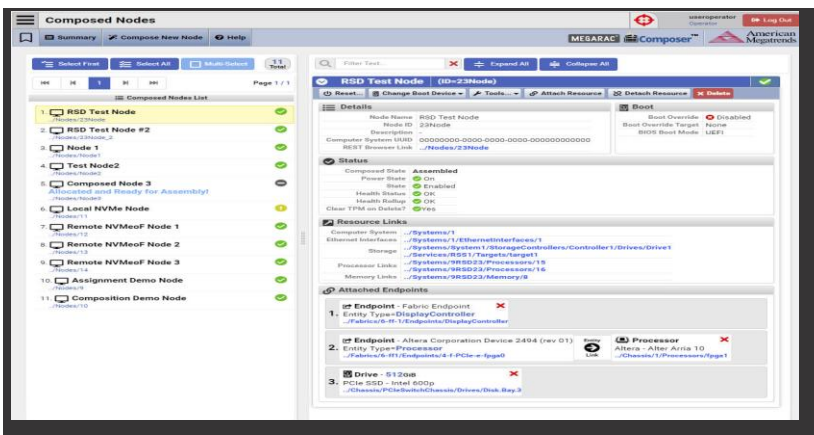 Composed Nodes
useroperator
Operator
Log Out
Summary
Compose New Node
Help
MEGARAC Composer™
American Megatrends
Select First
Select All
Multi-Select
11 Total
Filter Text...
Expand All
Collapse All
1
Page 1 / 1
Composed Nodes List
1. RSD Test Node
../Nodes/23Node
2. RSD Test Node #2
../Nodes/23Node_2
3. Node 1
../Nodes/Node1
4. Test Node2
../Nodes/Node2
5. Composed Node 3
Allocated and Ready for Assembly!
../Nodes/Node3
6. Local NVMe Node
../Nodes/11
7. Remote NVMeoF Node 1
../Nodes/12
8. Remote NVMeoF Node 2
../Nodes/13
9. Remote NVMeoF Node 3
../Nodes/14
10. Assignment Demo Node
../Nodes/9
11. Composition Demo Node
../Nodes/10
RSD Test Node (ID=23Node)
Reset...
Change Boot Device
Tools...
Attach Resource
Detach Resource
Delete
Details
Node Name RSD Test Node
Node ID 23Node
Description -
Computer System UUID 00000000-0000-0000-0000-000000000000
REST Browser Link ../Nodes/23Node
Boot
Boot Override Disabled
Boot Override Target None
BIOS Boot Mode UEFI
Status
Composed State Assembled
Power State On
State Enabled
Health Status OK
Health Rollup OK
Clear TPM on Delete? Yes
Resource Links
Computer System ../Systems/1
Ethernet Interfaces ../Systems/1/EthernetInterfaces/1
Storage ../Systems/System1/StorageControllers/Controller1/Drives/Drive1
../Services/RSS1/Targets/target1
Processor Links ../Systems/9RSD23/Processors/15
../Systems/9RSD23/Processors/16
Memory Links ../Systems/9RSD23/Memory/8
Attached Endpoints
1. Endpoint - Fabric Endpoint
Entity Type=DisplayController
../Fabrics/6-ff-1/Endpoints/DisplayController
2. Endpoint - Altera Corporation Device 2494 (rev 01)
Entity Type=Processor
../Fabrics/6-ff1/Endpoints/4-f-PCIe-e-fpga0
Entity
Link
Processor
Altera - Alter Arria 10
../Chassis/1/Processors/fpga1
3. Drive - 512GiB
PCIe SSD - Intel 600p
../Chassis/PCIeSwitchChassis/Drives/Disk.Bay.3